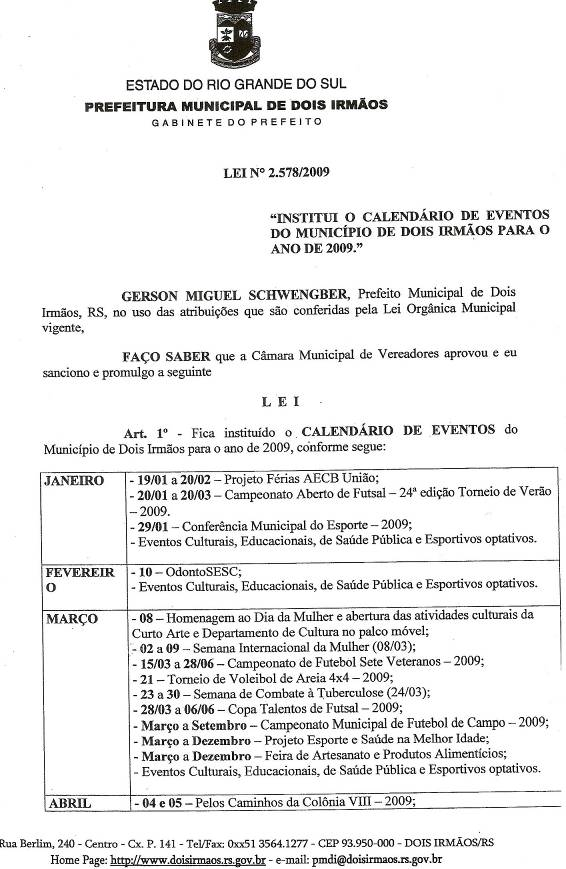 ESTADO DO RIO GRANDE DO SUL
PREFEITURA MUNICIPAL DE DOIS IRMÃOS
GABINETE DO PREFEITO
LEI Nº 2.578/2009
“INSTITUI O CALENDÁRIO DE EVENTOS
DO MUNICÍPIO DE DOIS IRMÃOS PARA O
ANO DE 2009.”
GERSON MIGUEL SCHWENGBER, Prefeito Municipal de Dois
Irmãos, RS, no uso das atribuições que são conferidas pela Lei Orgânica Municipal
vigente,
FAÇO SABER que a Câmara Municipal de Vereadores aprovou e eu
sanciono e promulgo a seguinte
L E I
Art. 1º - Fica instituído o CALENDÁRIO DE EVENTOS do
Município de Dois Irmãos para o ano de 2009, conforme segue:
JANEIRO
- 19/01 a 20/02 – Projeto Férias AECB União;
- 20/01 a 20/03 – Campeonato Aberto de Futsal – 24ª edição Torneio de Verão
– 2009.
- 29/01 – Conferência Municipal do Esporte – 2009;
- Eventos Culturais, Educacionais, de Saúde Pública e Esportivos optativos.
FEVEREIR
O
- 10 – OdontoSESC;
- Eventos Culturais, Educacionais, de Saúde Pública e Esportivos optativos.
MARÇO
- 08 – Homenagem ao Dia da Mulher e abertura das atividades culturais da
Curto Arte e Departamento de Cultura no palco móvel;
- 02 a 09 – Semana Internacional da Mulher (08/03);
- 15/03 a 28/06 – Campeonato de Futebol Sete Veteranos – 2009;
- 21 – Torneio de Voleibol de Areia 4x4 – 2009;
- 23 a 30 – Semana de Combate à Tuberculose (24/03);
- 28/03 a 06/06 – Copa Talentos de Futsal – 2009;
- Março a Setembro – Campeonato Municipal de Futebol de Campo – 2009;
- Março a Dezembro – Projeto Esporte e Saúde na Melhor Idade;
- Março a Dezembro – Feira de Artesanato e Produtos Alimentícios;
- Eventos Culturais, Educacionais, de Saúde Pública e Esportivos optativos.
ABRIL
- 04 e 05 – Pelos Caminhos da Colônia VIII – 2009;
Rua Berlim, 240 - Centro - Cx. P. 141 - Tel/Fax: 0xx51 3564.1277 - CEP 93.950-000 - DOIS IRMÃOS/RS
Home Page: http://www.doisirmaos.rs.gov.br - e-mail: pmdi@doisirmaos.rs.gov.br